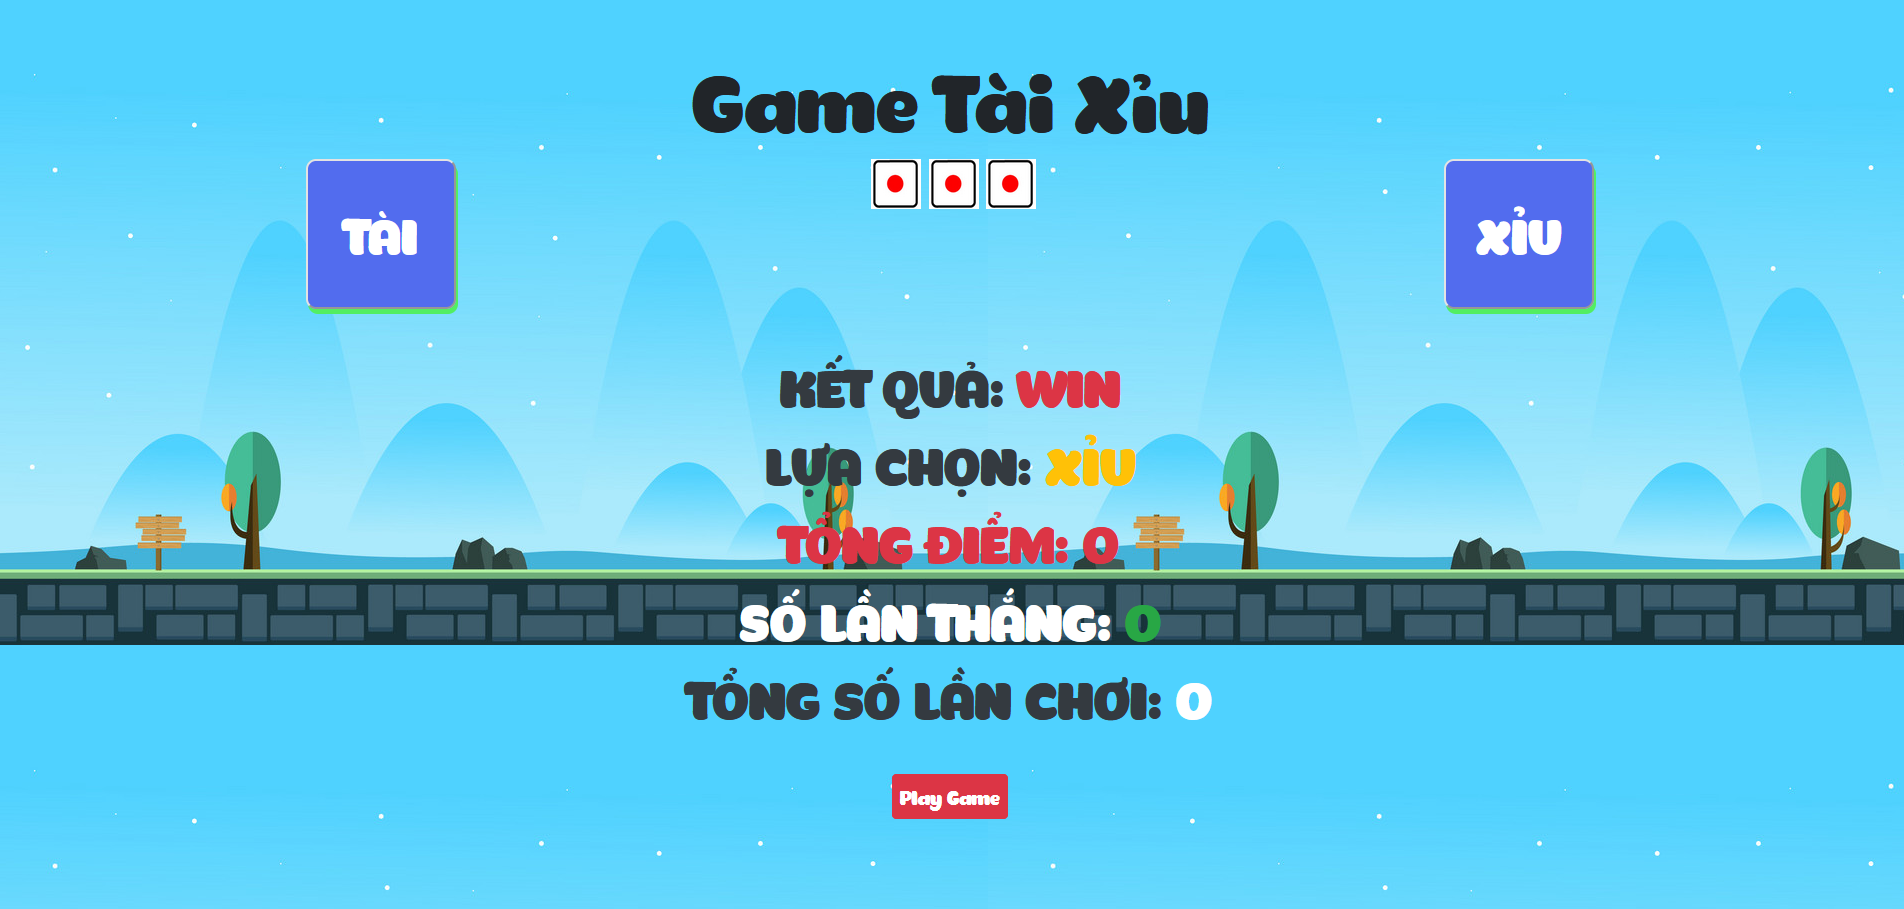 Game Tài Xỉu
TÀI
XỈU
KẾT QUẢ: WIN
LỰA CHỌN: XỈU
TỔNG ĐIỂM: 0
SỐ LẦN THẮNG: 0
TỔNG SỐ LẦN CHƠI: 0
Play Game